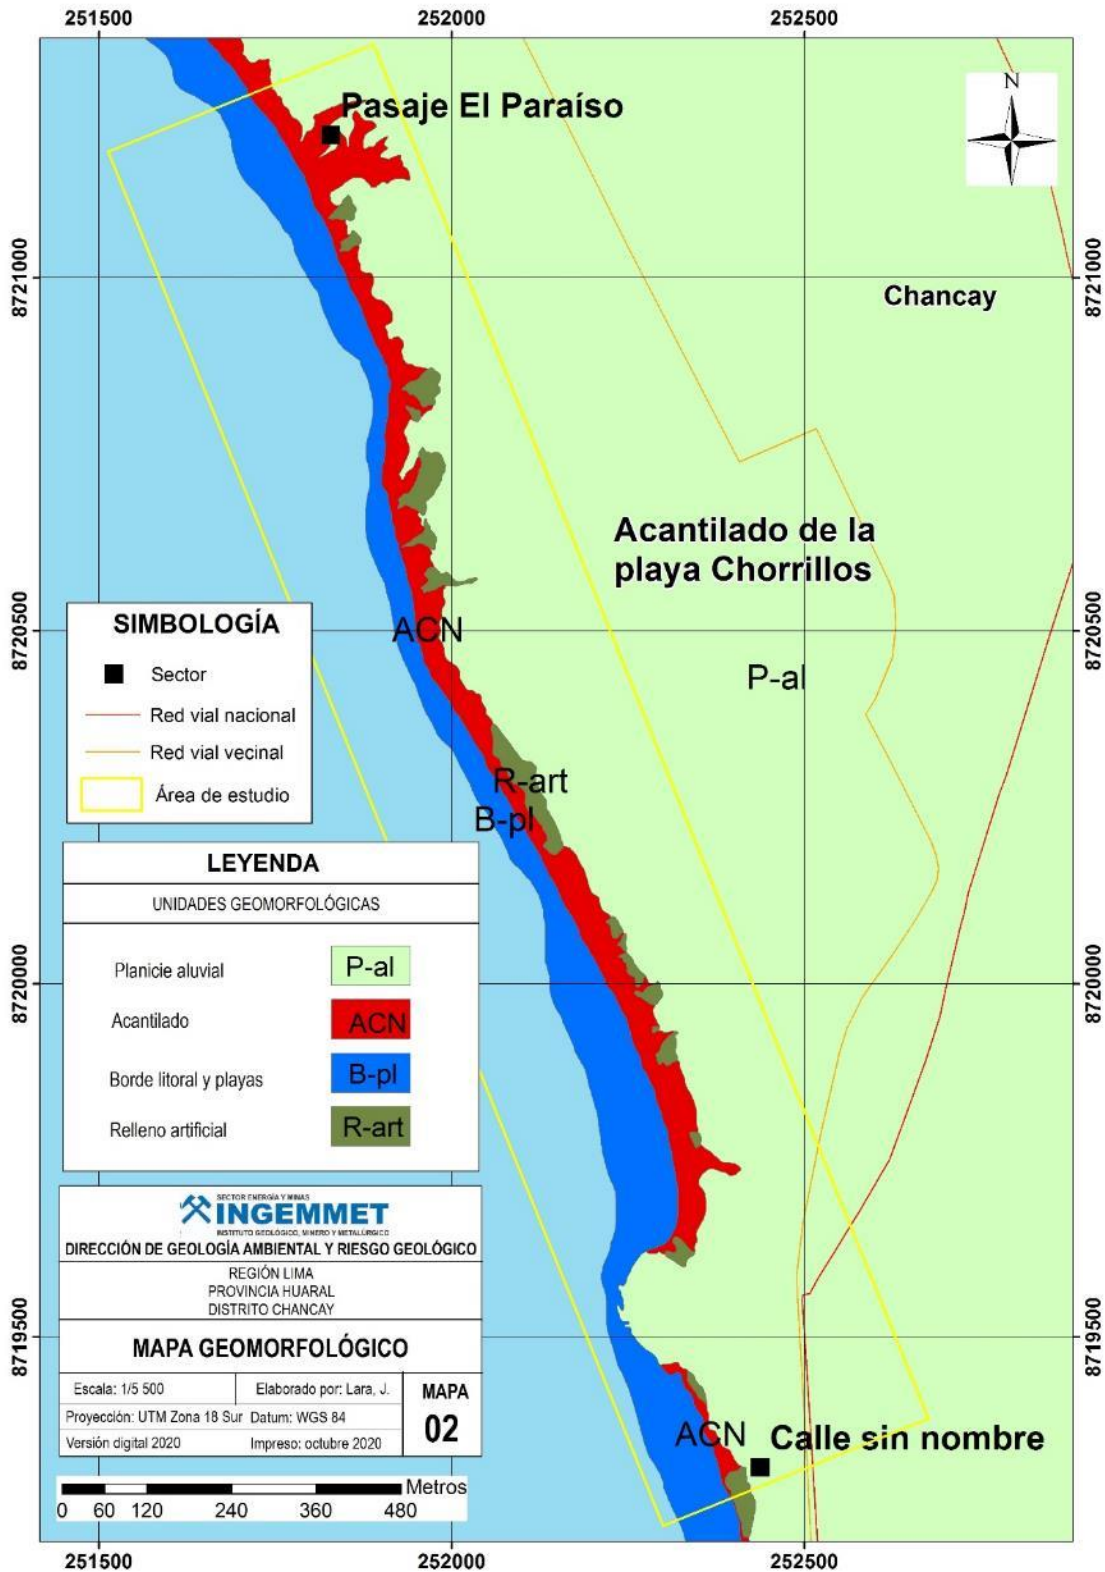 251500 252000 252500
N
Pasaje El Paraíso
8721000 8721000
Chancay
Acantilado de la
playa Chorrillos
8720500 8720500
ACN
P-al
R-art
B-pl
SIMBOLOGÍA
Sector
Red vial nacional
Red vial vecinal
Área de estudio
LEYENDA
UNIDADES GEOMORFOLÓGICAS
Planicie aluvial P-al
Acantilado ACN
Borde litoral y playas B-pl
Relleno artificial R-art
8720000 8720000
SECTOR ENERGÍA Y MINAS
INGEMMET
INSTITUTO GEOLÓGICO, MINERO Y METALÚRGICO
DIRECCIÓN DE GEOLOGÍA AMBIENTAL Y RIESGO GEOLÓGICO
REGIÓN LIMA
PROVINCIA HUARAL
DISTRITO CHANCAY
8719500 8719500
MAPA GEOMORFOLÓGICO
Escala: 1/5 500 Elaborado por: Lara, J.
Proyección: UTM Zona 18 Sur Datum: WGS 84
Versión digital 2020 Impreso: octubre 2020
MAPA
02
ACN
Calle sin nombre
Metros
0 60 120 240 360 480
251500 252000 252500